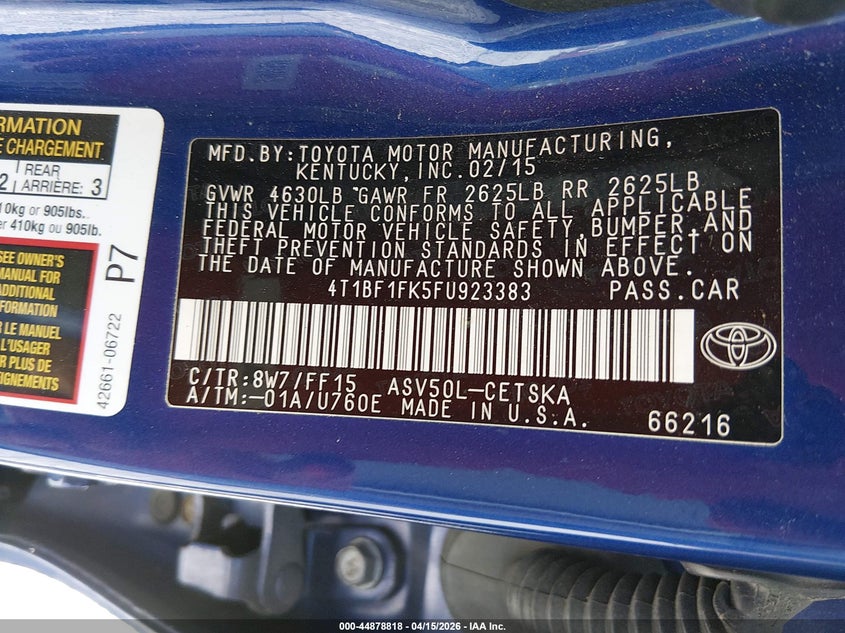 RMATION
E CHARGEMENT
2 REAR
ARRIÈRE: 3
10kg or 905lbs.
er 410kg ou 905lb.
SEE OWNER'S
MANUAL FOR
ADDITIONAL
FORMATION
R LE MANUEL
L'USAGER
R PLUS DE
EIGNEMENTS
P7
42661-06722
MFD.BY:TOYOTA MOTOR MANUFACTURING,
KENTUCKY, INC.02/15
GVWR 4630LB GAWR FR 2625LB RR 2625LB
THIS VEHICLE CONFORMS TO ALL APPLICABLE
FEDERAL MOTOR VEHICLE SAFETY,BUMPER,AND
THEFT PREVENTION STANDARDS IN EFFECT ON
THE DATE OF MANUFACTURE SHOWN ABOVE.
4T1BF1FK5FU923383 PASS.CAR
C/TR:8W7/FF15 ASV50L-CETSKA
A/TM:-01A/U760E MADE IN U.S.A.
66216
000-44878818 - 04/15/2026 - IAA Inc.